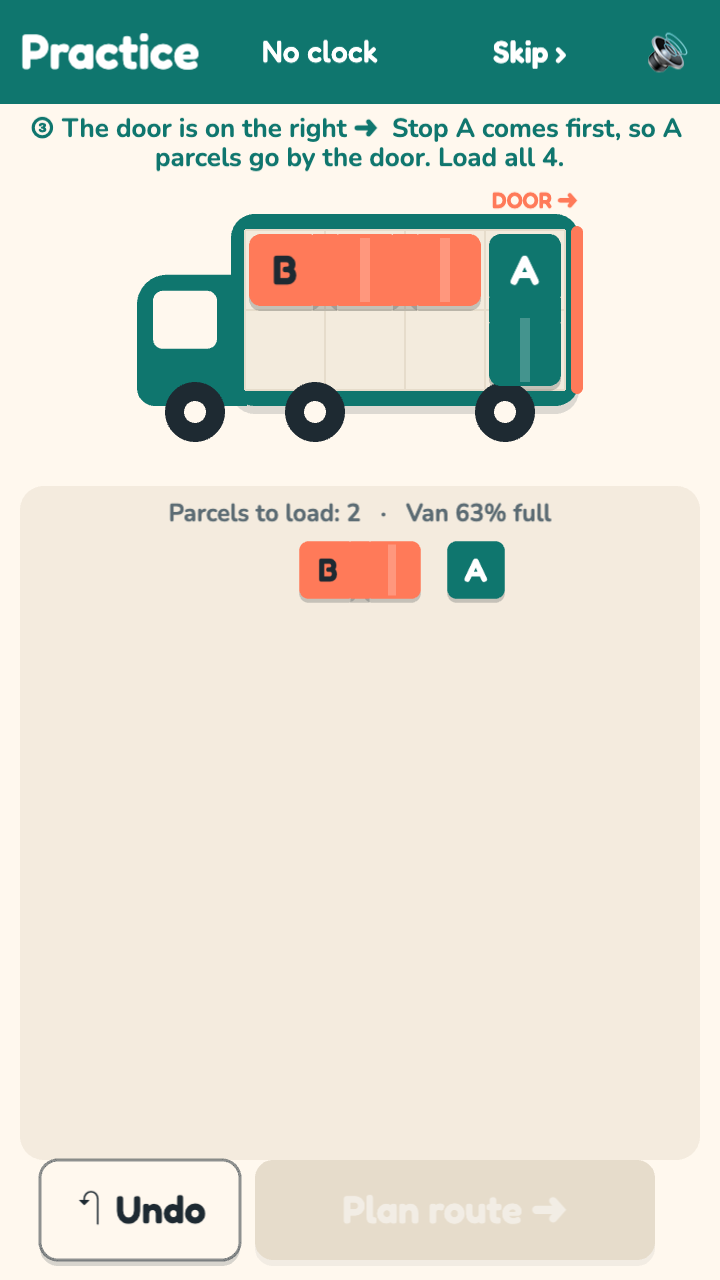 Practice
No clock
Skip ›
③ The door is on the right ➜ Stop A comes first, so A
parcels go by the door. Load all 4.
DOOR ➜
B
A
Parcels to load: 2 · Van 63% full
B
A
↶ Undo
Plan route ➜